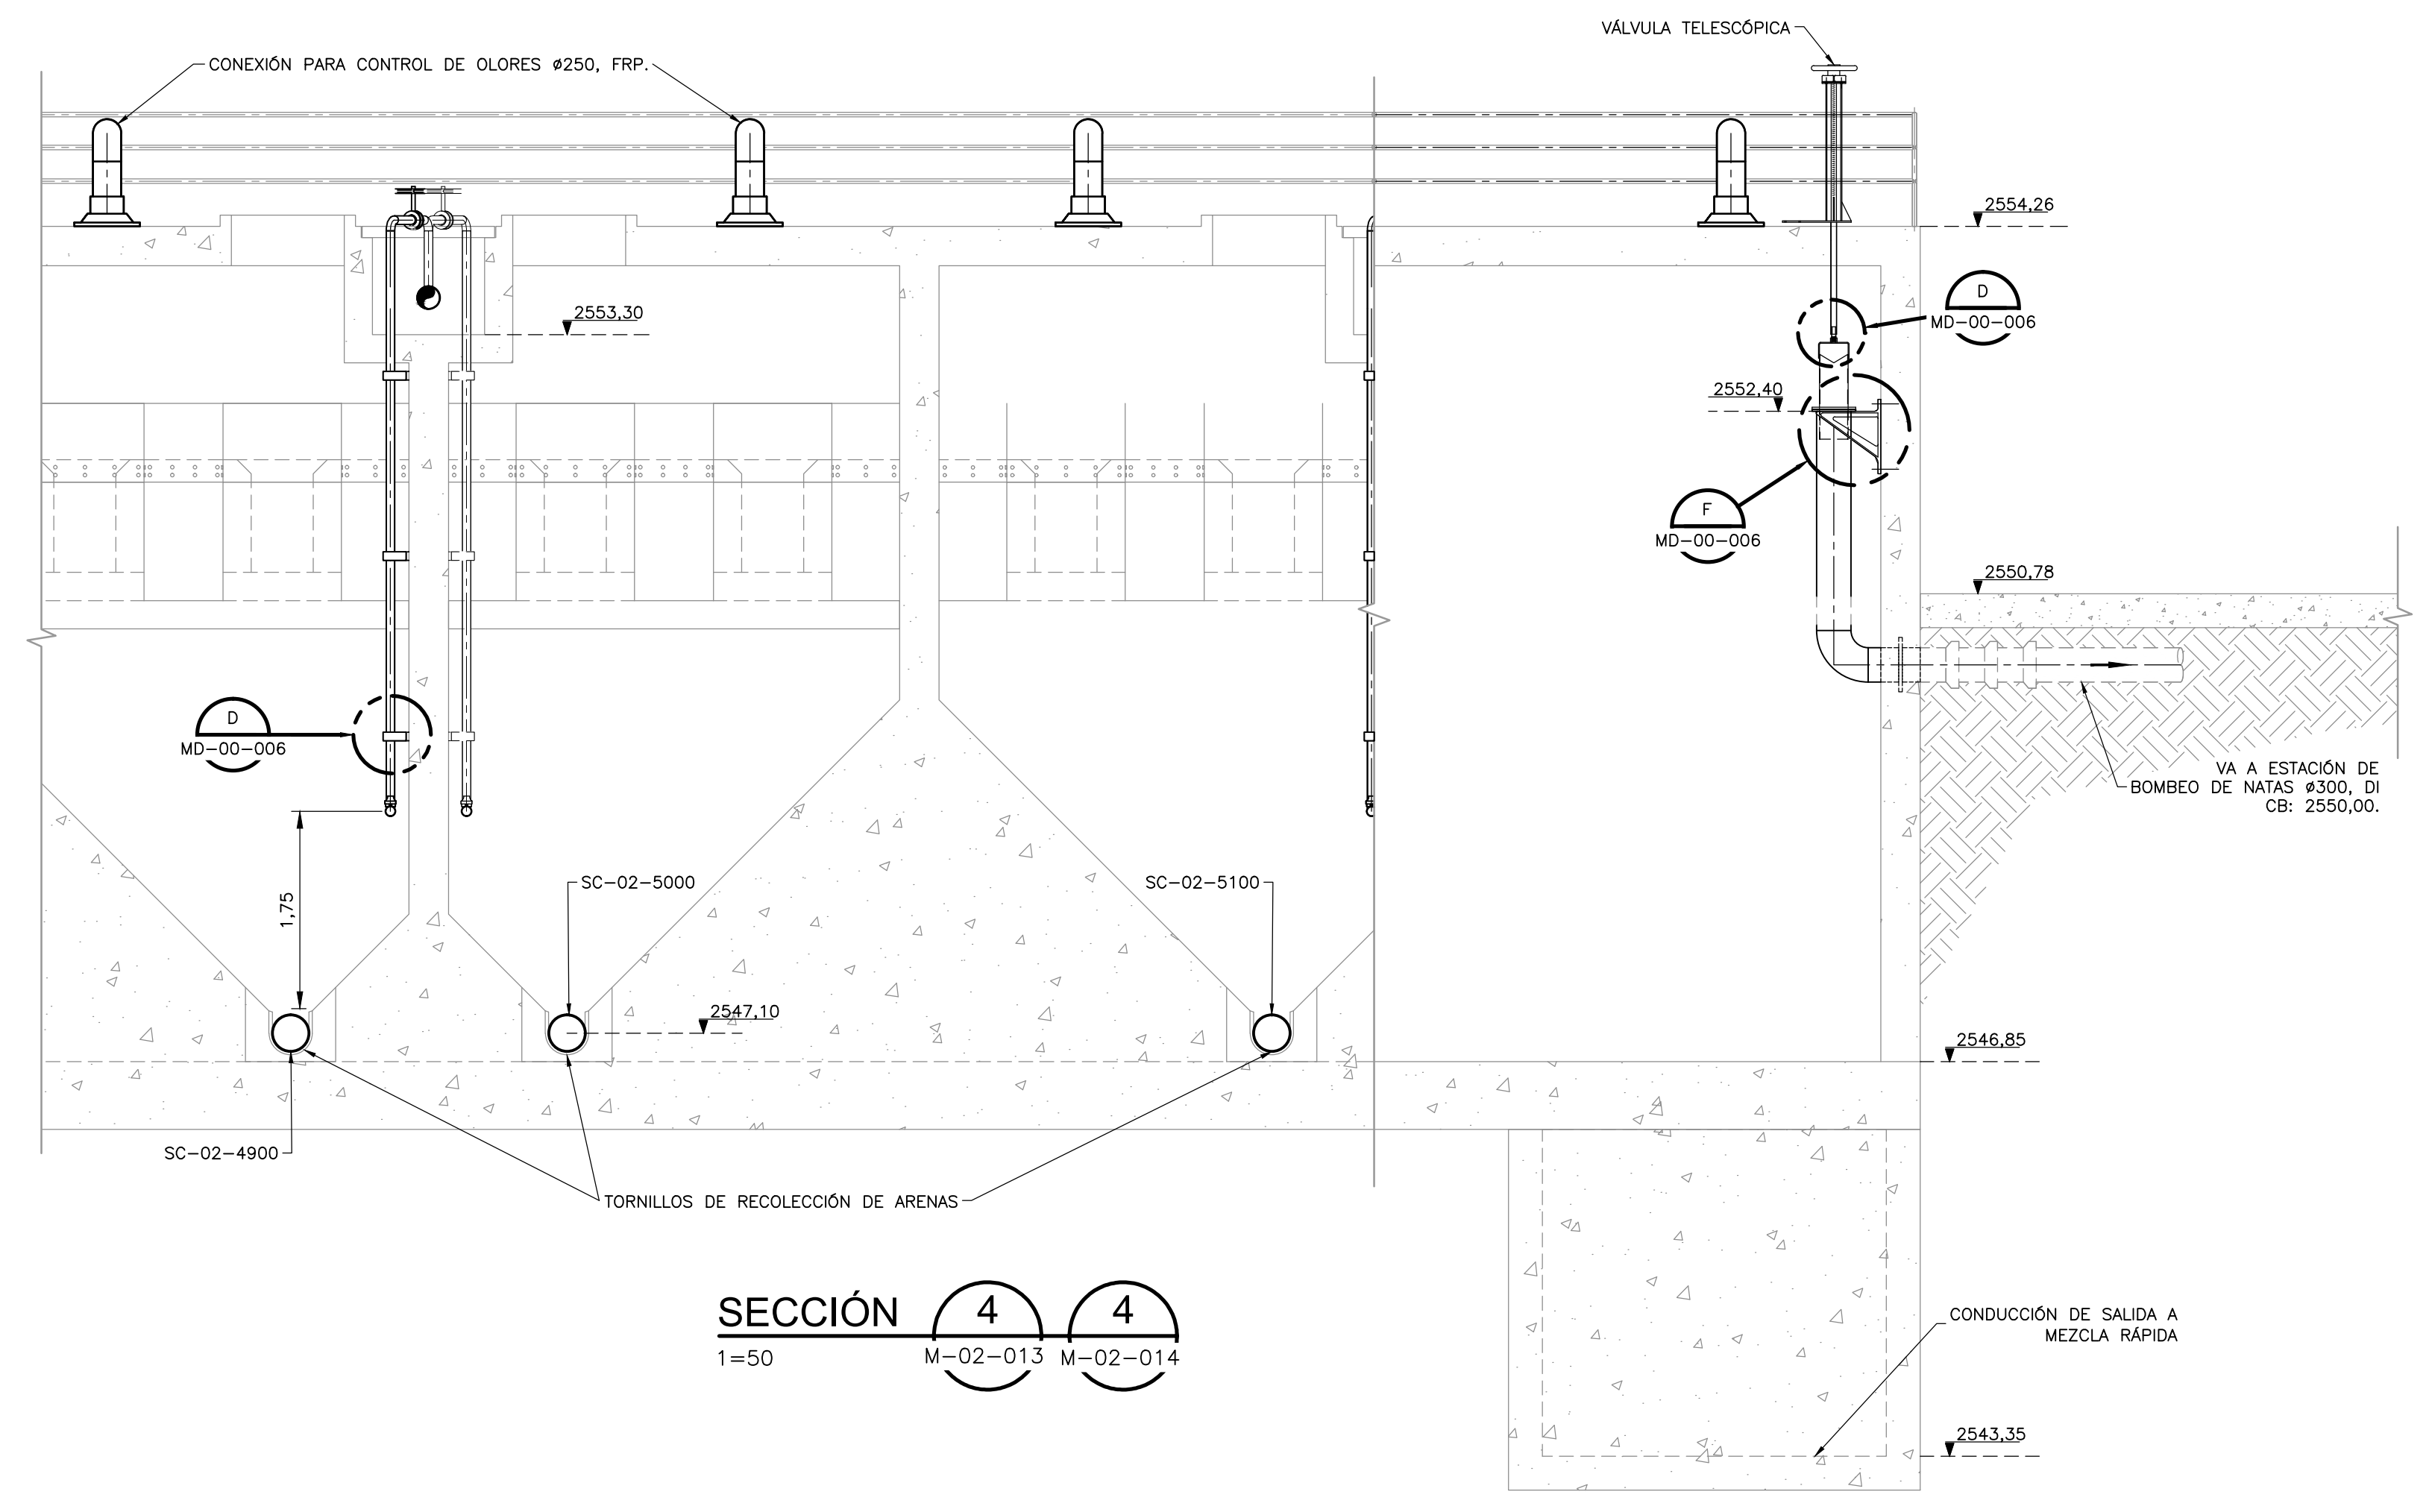 VÁLVULA TELESCÓPICA
CONEXIÓN PARA CONTROL DE OLORES ø250, FRP.
2554,26
2553,30
D
MD-00-006
2552,40
F
MD-00-006
2550,78
D
MD-00-006
VA A ESTACIÓN DE
BOMBEO DE NATAS ø300, DI
CB: 2550,00.
1,75
SC-02-5000
SC-02-5100
2547,10
2546,85
SC-02-4900
TORNILLOS DE RECOLECCIÓN DE ARENAS
SECCIÓN
4
4
1=50
M-02-013
M-02-014
CONDUCCIÓN DE SALIDA A
MEZCLA RÁPIDA
2543,35